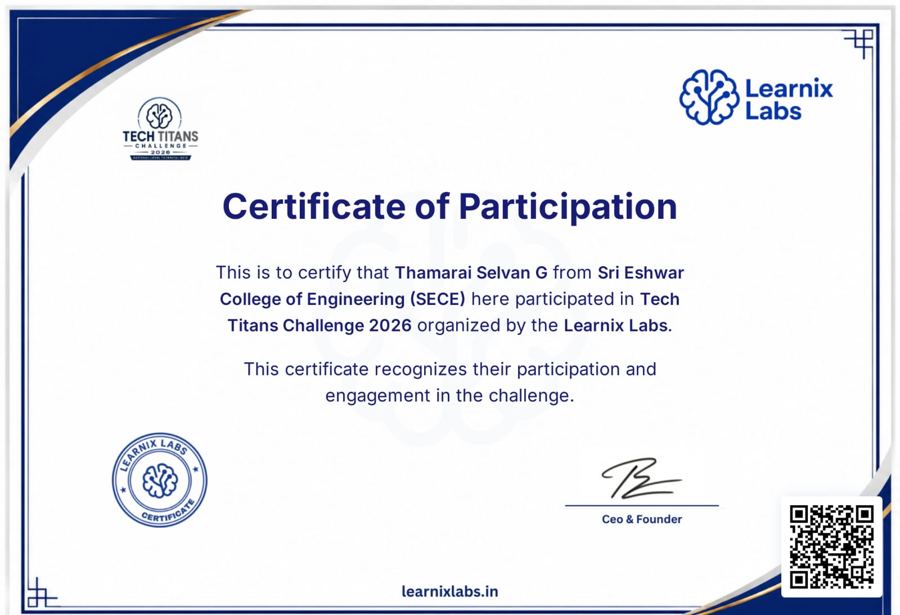 TECH TITANS
CHALLENGE
2026
Learnix
Labs
Certificate of Participation
This is to certify that Thamarai Selvan G from Sri Eshwar
College of Engineering (SECE) here participated in Tech
Titans Challenge 2026 organized by the Learnix Labs.
This certificate recognizes their participation and
engagement in the challenge.
LEARNIX LABS
CERTIFICATE
Ceo & Founder
learnixlabs.in